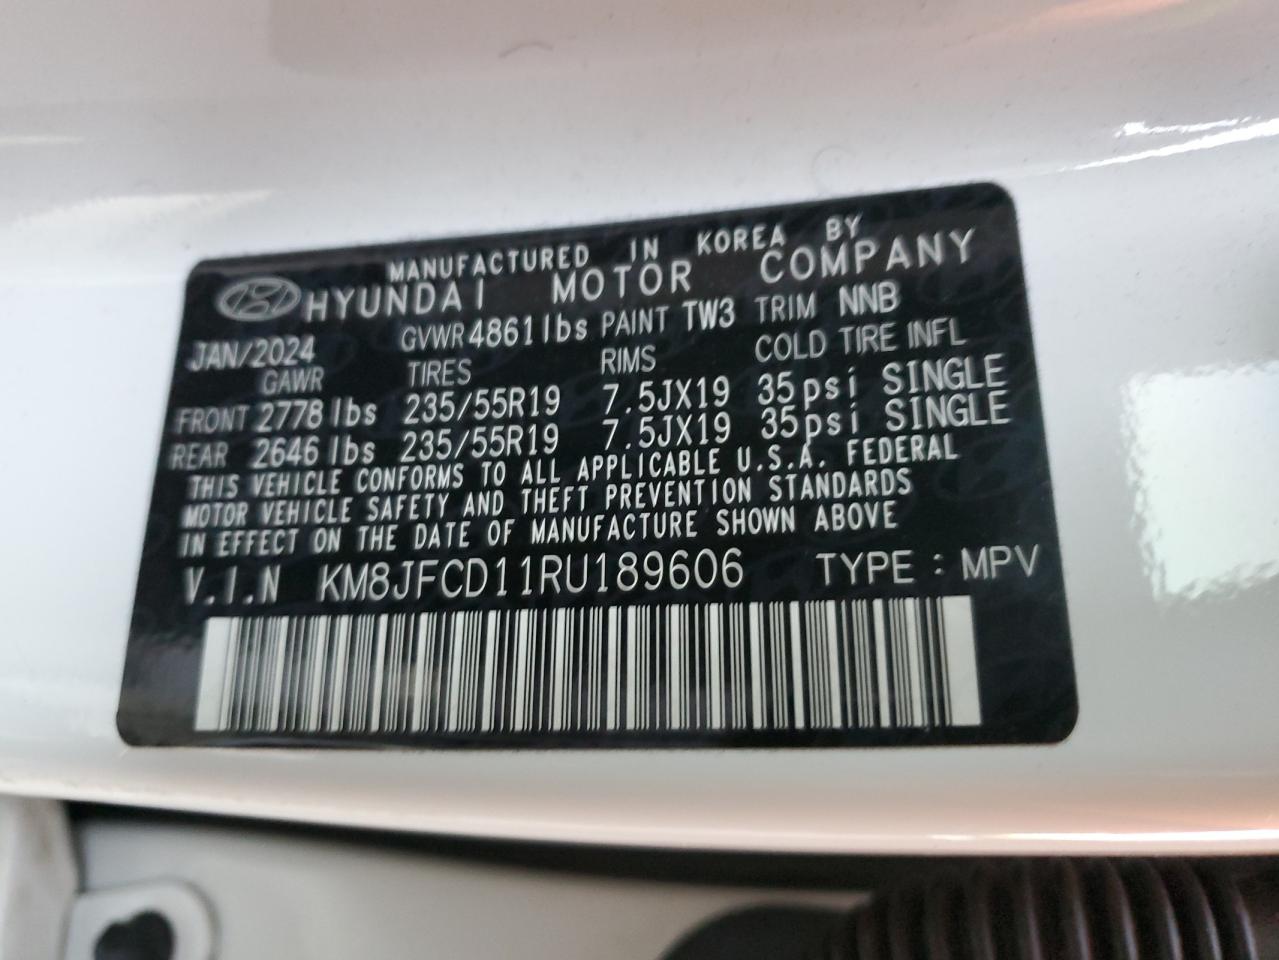 MANUFACTURED IN KOREA BY
HYUNDAI MOTOR COMPANY
JAN/2024 GVWR 4861 lbs PAINT TW3 TRIM NNB
GAWR TIRES RIMS COLD TIRE INFL
FRONT 2778 lbs 235/55R19 7.5JX19 35psi SINGLE
REAR 2646 lbs 235/55R19 7.5JX19 35psi SINGLE
THIS VEHICLE CONFORMS TO ALL APPLICABLE U.S.A. FEDERAL
MOTOR VEHICLE SAFETY AND THEFT PREVENTION STANDARDS
IN EFFECT ON THE DATE OF MANUFACTURE SHOWN ABOVE
V.I.N KM8JFCD11RU189606 TYPE : MPV